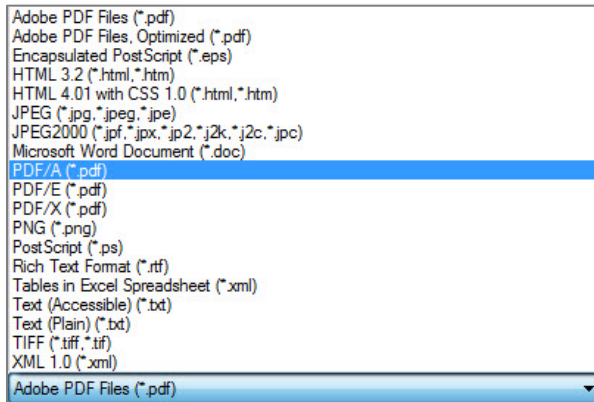 Adobe PDF Files (*.pdf)
Adobe PDF Files, Optimized (*.pdf)
Encapsulated PostScript (*.eps)
HTML 3.2 (*.html,*.htm)
HTML 4.01 with CSS 1.0 (*.html,*.htm)
JPEG (*.jpg,*.jpeg,*.jpe)
JPEG2000 (*.jpf,*.jpx,*.jp2,*.j2k,*.j2c,*.jpc)
Microsoft Word Document (*.doc)
PDF/A (*.pdf)
PDF/E (*.pdf)
PDF/X (*.pdf)
PNG (*.png)
PostScript (*.ps)
Rich Text Format (*.rtf)
Tables in Excel Spreadsheet (*.xml)
Text (Accessible) (*.txt)
Text (Plain) (*.txt)
TIFF (*.tiff,*.tif)
XML 1.0 (*.xml)
Adobe PDF Files (*.pdf)